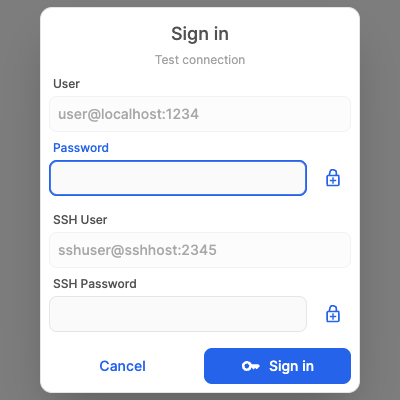 Sign in
Test connection
User
user@localhost:1234
Password
SSH User
sshuser@sshhost:2345
SSH Password
Cancel
Sign in